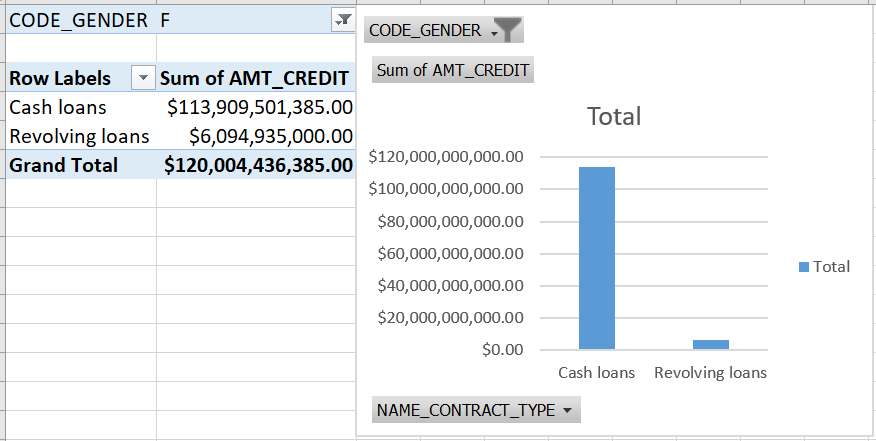 CODE_GENDER F
Row Labels Sum of AMT_CREDIT
Cash loans $113,909,501,385.00
Revolving loans $6,094,935,000.00
Grand Total $120,004,436,385.00
CODE_GENDER
Sum of AMT_CREDIT
Total
$120,000,000,000.00
$100,000,000,000.00
$80,000,000,000.00
$60,000,000,000.00
$40,000,000,000.00
$20,000,000,000.00
$0.00
Cash loans Revolving loans
Total
NAME_CONTRACT_TYPE